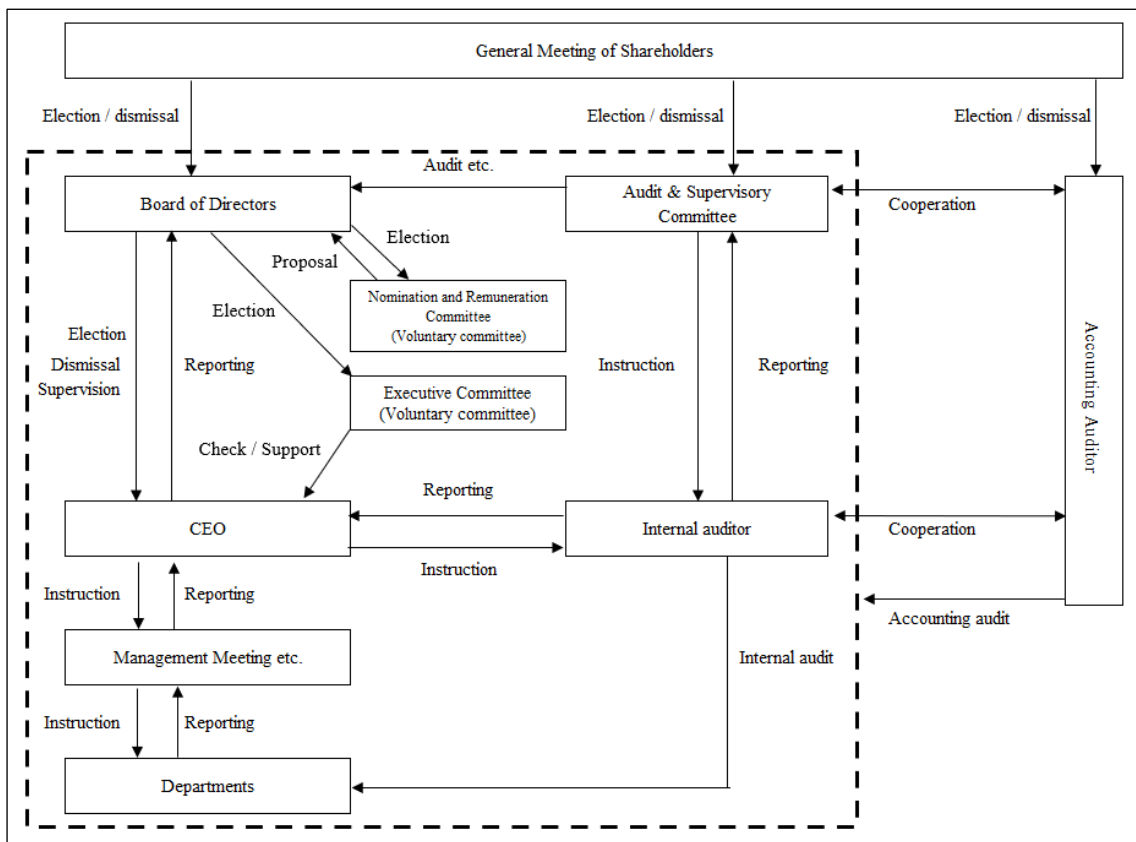 General Meeting of Shareholders
Election / dismissal
Election / dismissal
Election / dismissal
Audit etc.
Board of Directors
Audit & Supervisory
Committee
Cooperation
Election
Proposal
Nomination and Remuneration
Committee
(Voluntary committee)
Election
Election
Dismissal
Supervision
Reporting
Instruction
Reporting
Executive Committee
(Voluntary committee)
Check / Support
Accounting Auditor
Reporting
CEO
Internal auditor
Cooperation
Instruction
Instruction
Reporting
Accounting audit
Management Meeting etc.
Internal audit
Instruction
Reporting
Departments